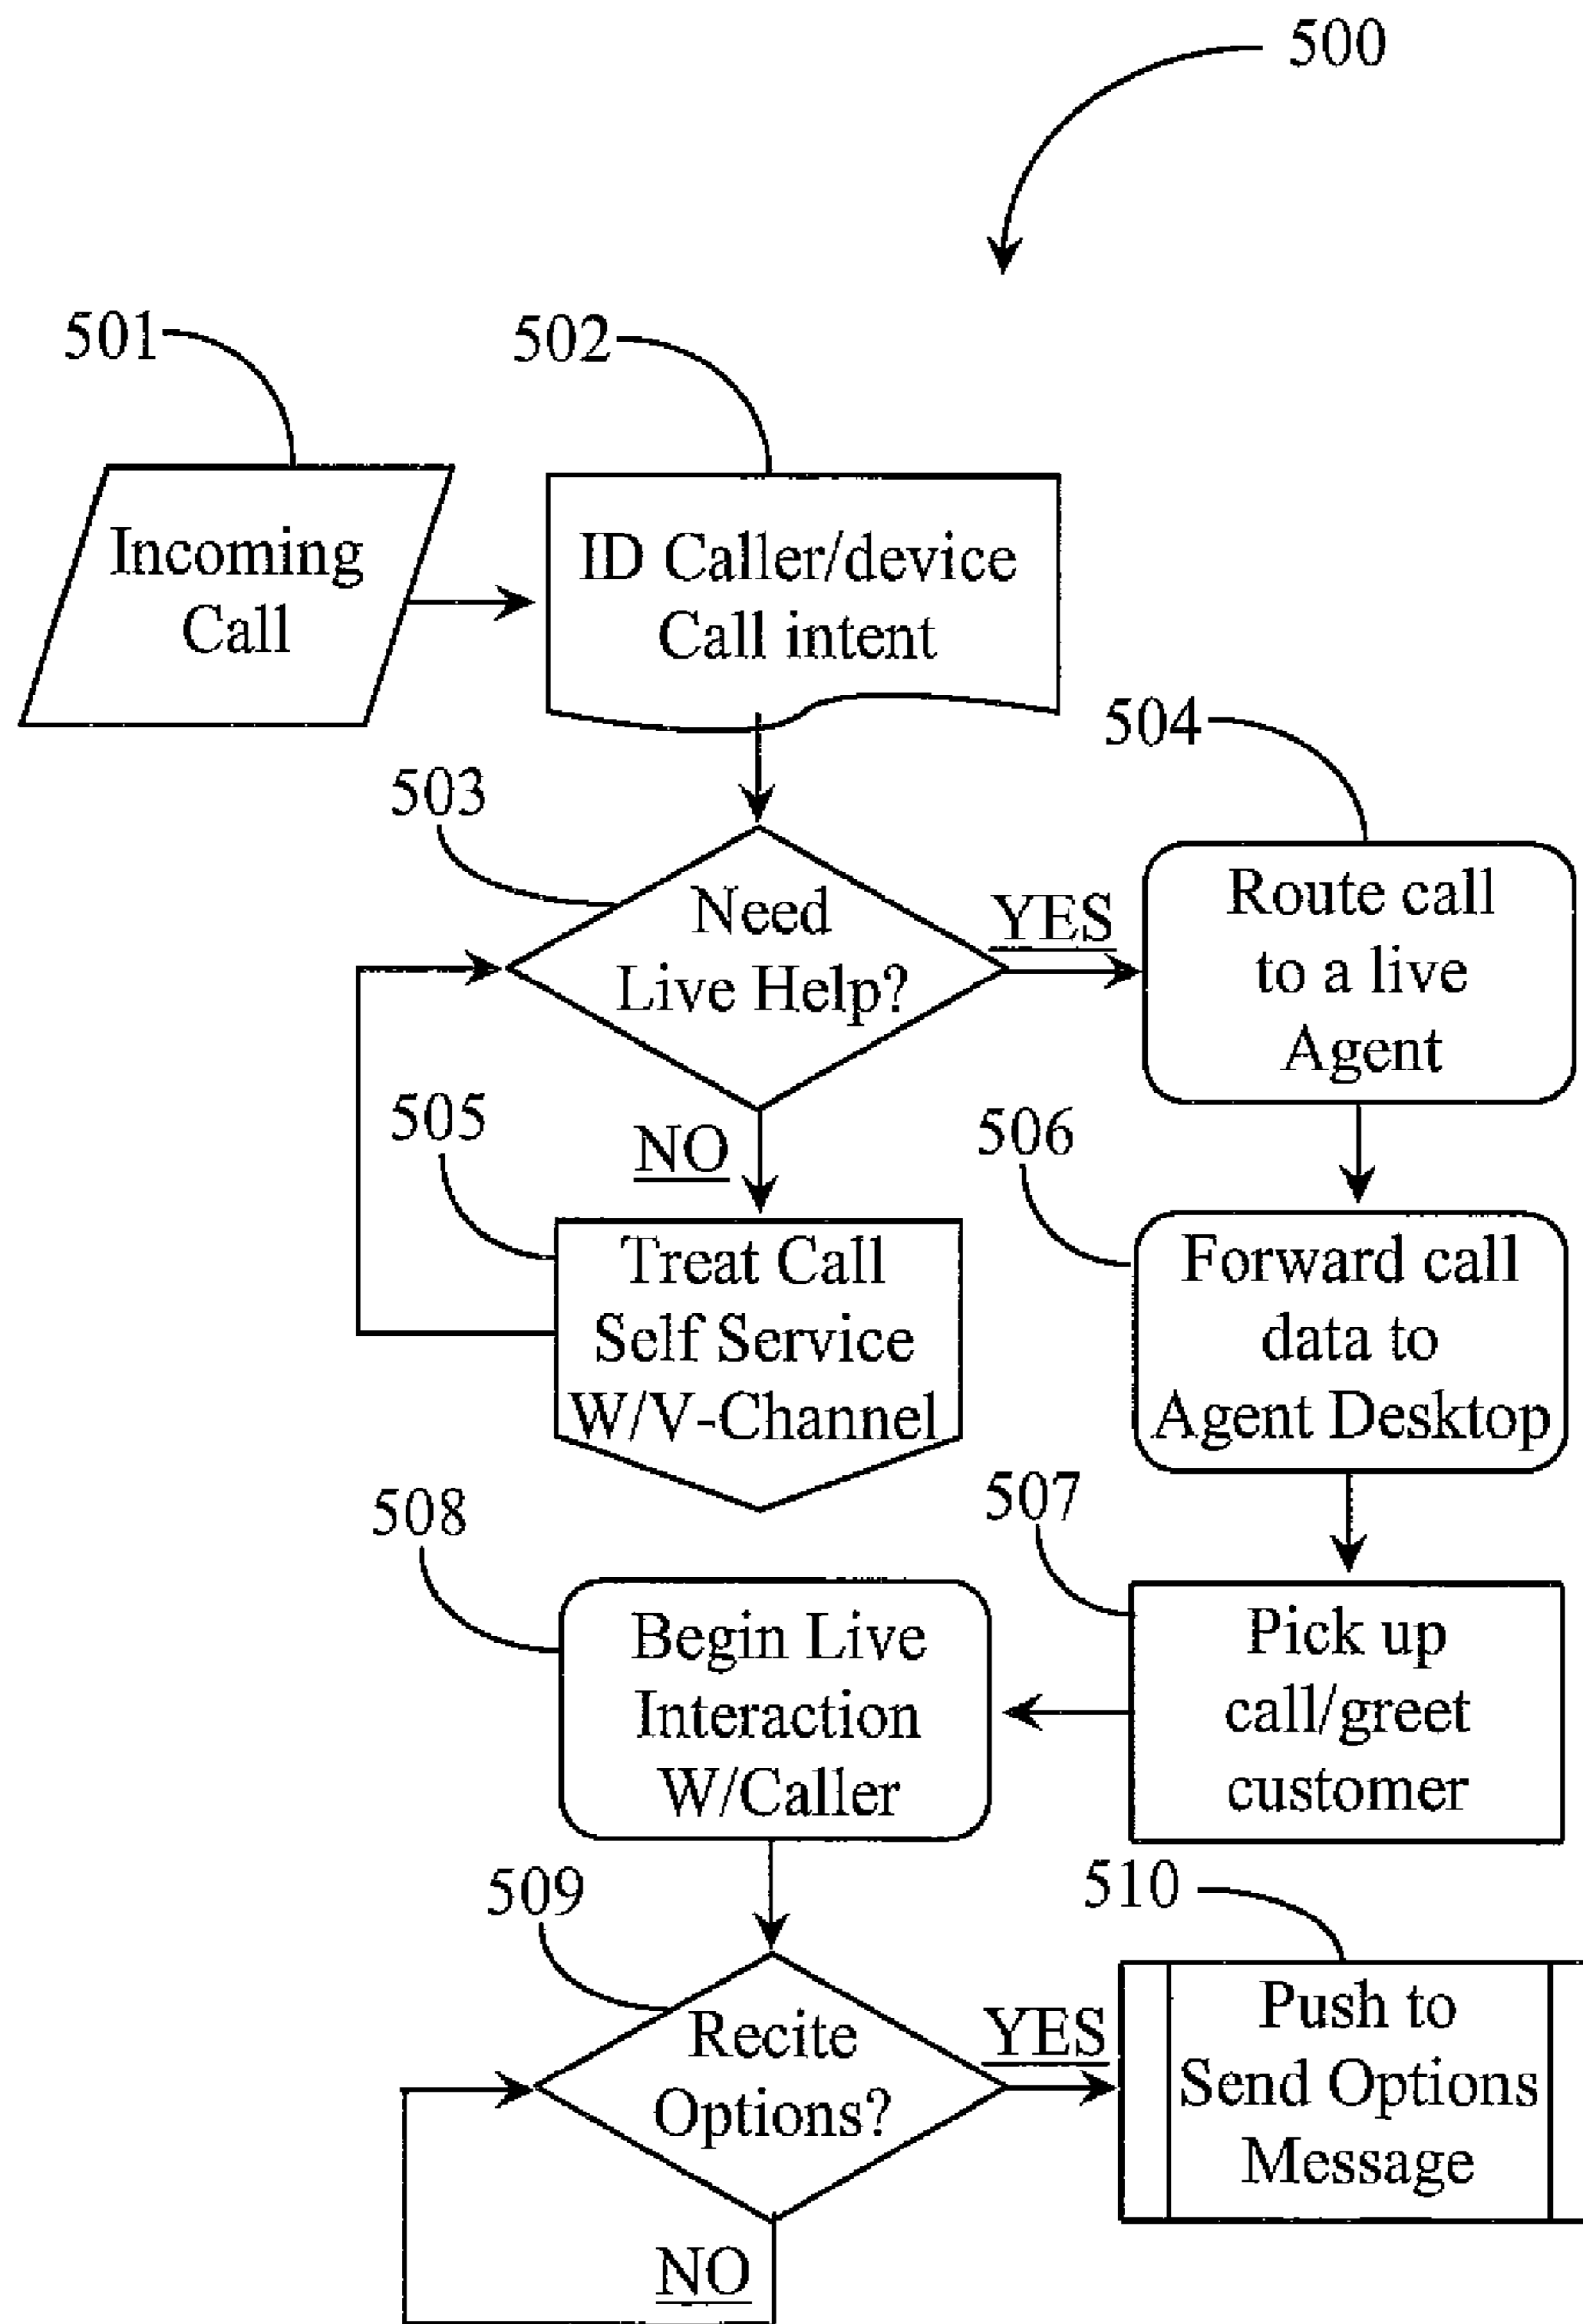 500
501
502
Incoming
Call
ID Caller/device
Call intent
503
504
Need
Live Help?
YES
Route call
to a live
Agent
505
NO
506
Treat Call
Self Service
W/V-Channel
Forward call
data to
Agent Desktop
508
507
Begin Live
Interaction
W/Caller
Pick up
call/greet
customer
509
510
Recite
Options?
YES
Push to
Send Options
Message
NO